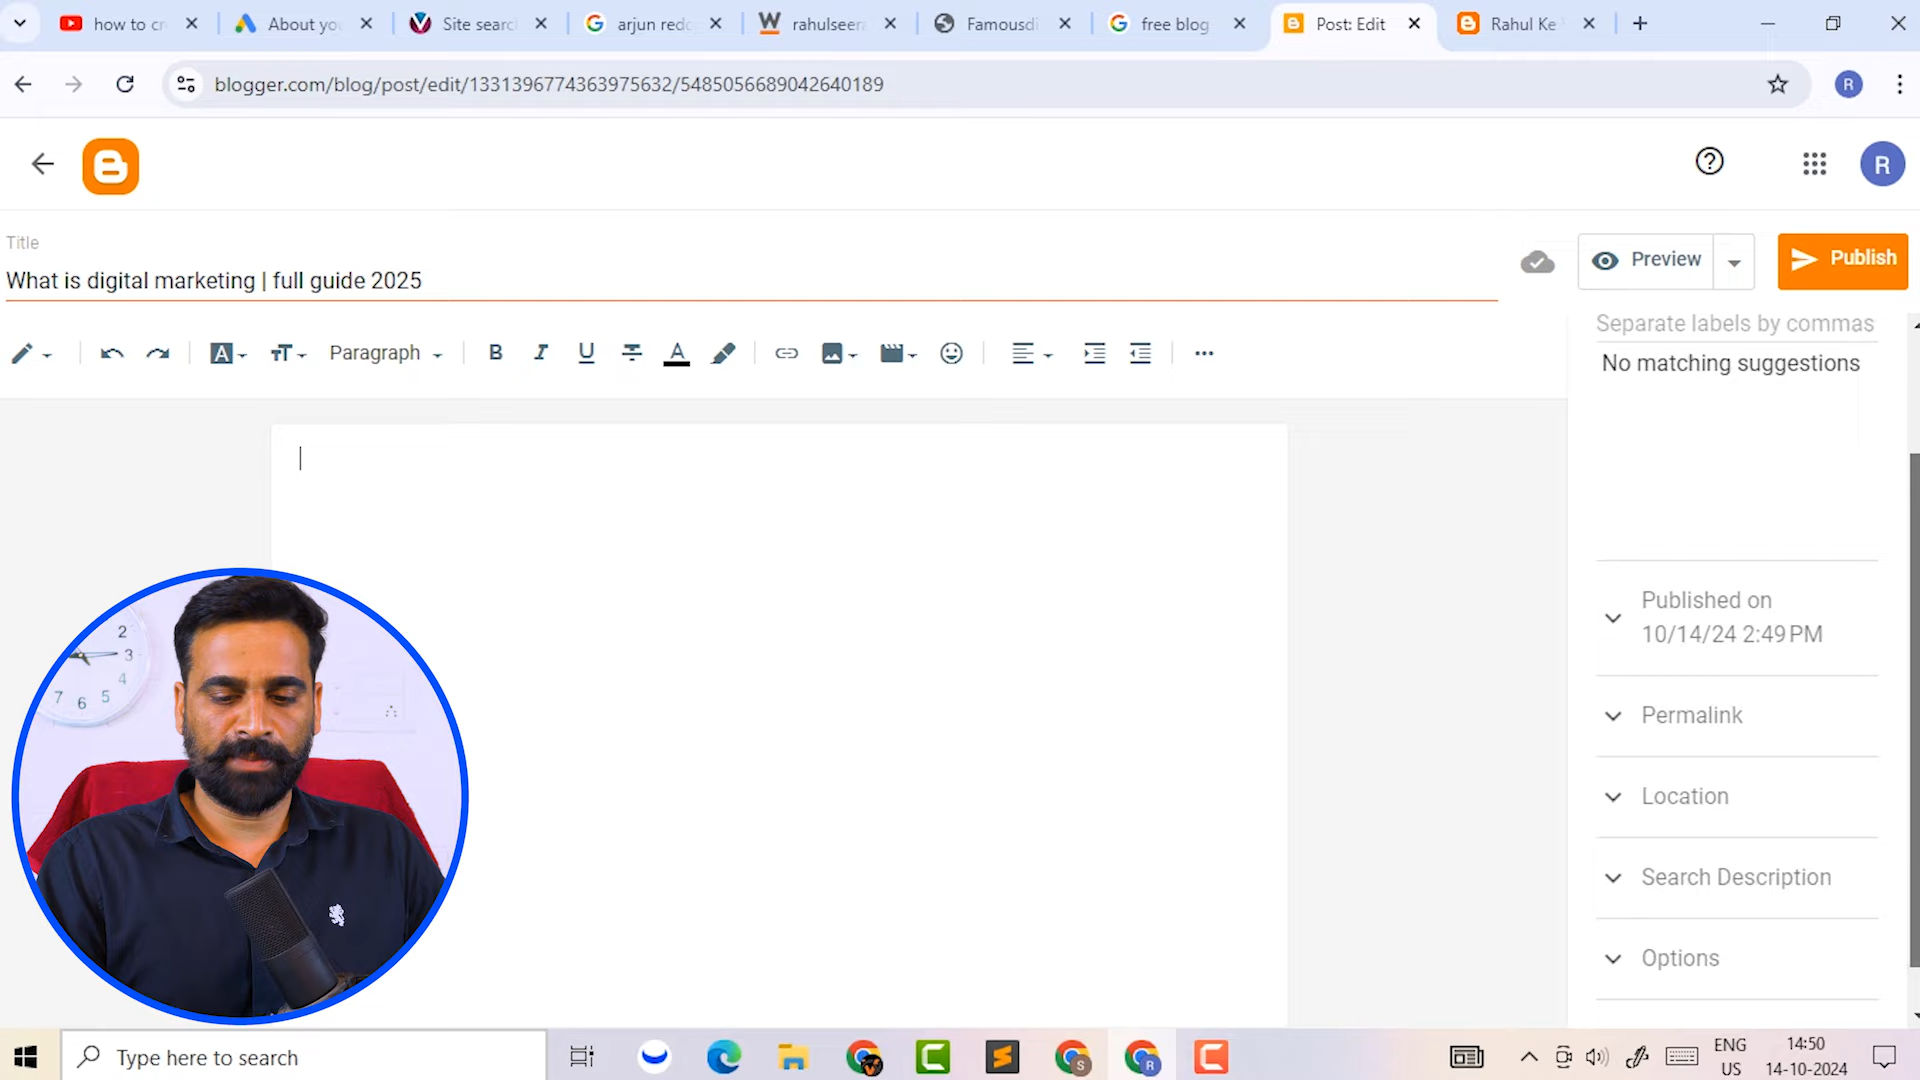 how to cr
About yo
Site searc
arjun redd
rahulseera
Famousdi
free blog
Post: Edit
Rahul Ke
blogger.com/blog/post/edit/1331396774363975632/5485056689042640189
R
R
Title
What is digital marketing | full guide 2025
Preview
Publish
Paragraph
B
I
U
A
A
Separate labels by commas
No matching suggestions
Published on
10/14/24 2:49 PM
Permalink
Location
Search Description
Options
2
3
4
5
6
7
Type here to search
S
R
ENG
US
14:50
14-10-2024